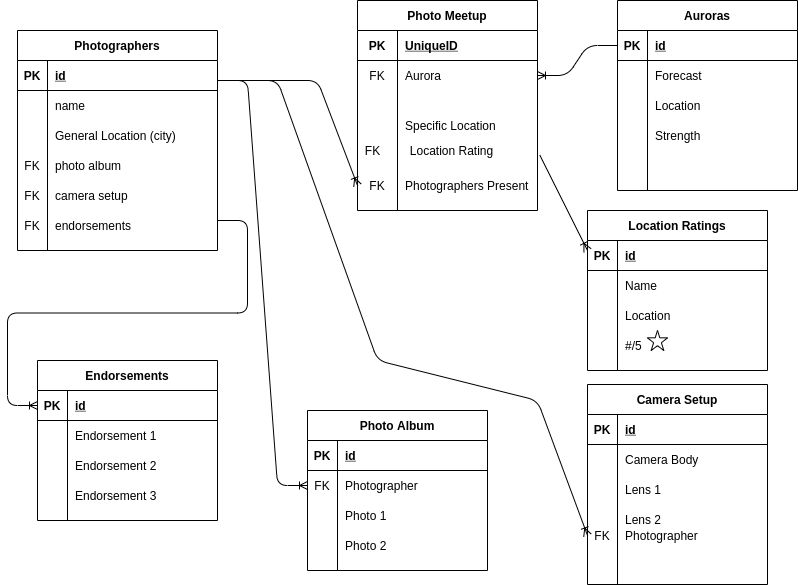 Photographers
PK id
name
General Location (city)
FK photo album
FK camera setup
FK endorsements
Photo Meetup
PK UniqueID
FK Aurora
Specific Location
FK Location Rating
FK Photographers Present
Auroras
PK id
Forecast
Location
Strength
Location Ratings
PK id
Name
Location
#/5
Endorsements
PK id
Endorsement 1
Endorsement 2
Endorsement 3
Photo Album
PK id
FK Photographer
Photo 1
Photo 2
Camera Setup
PK id
Camera Body
Lens 1
Lens 2
FK Photographer